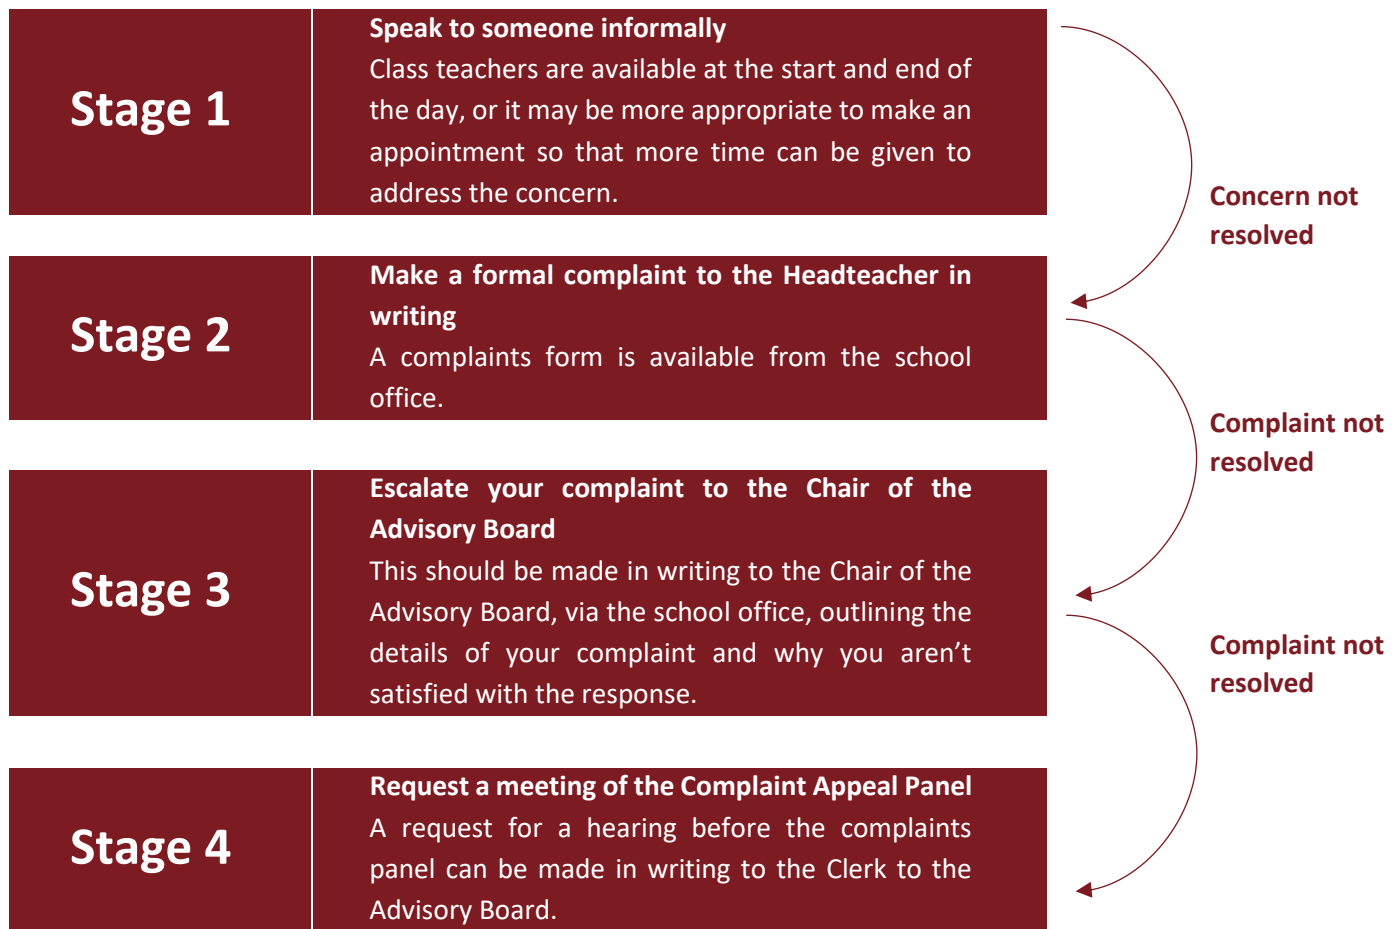 Stage 1
Speak to someone informally
Class teachers are available at the start and end of
the day, or it may be more appropriate to make an
appointment so that more time can be given to
address the concern.
Concern not
resolved
Stage 2
Make a formal complaint to the Headteacher in
writing
A complaints form is available from the school
office.
Complaint not
resolved
Stage 3
Escalate your complaint to the Chair of the
Advisory Board
This should be made in writing to the Chair of the
Advisory Board, via the school office, outlining the
details of your complaint and why you aren’t
satisfied with the response.
Complaint not
resolved
Stage 4
Request a meeting of the Complaint Appeal Panel
A request for a hearing before the complaints
panel can be made in writing to the Clerk to the
Advisory Board.